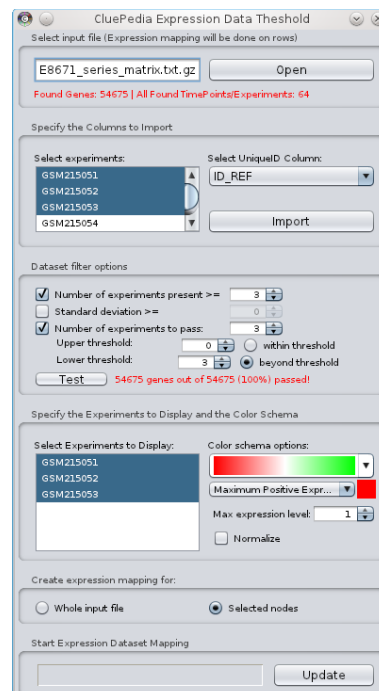 CluePedia Expression Data Theshold
Select input file (Expression mapping will be done on rows)
E8671_series_matrix.txt.gz Open
Found Genes: 54675 | All Found TimePoints/Experiments: 64
Specify the Columns to Import
Select experiments: Select UniqueID Column:
GSM215051 ID_REF
GSM215052
GSM215053
GSM215054 Import
Dataset filter options
Number of experiments present >= 3
Standard deviation >= 0
Number of experiments to pass: 3
Upper threshold: 0 within threshold
Lower threshold: 3 beyond threshold
Test 54675 genes out of 54675 (100%) passed!
Specify the Experiments to Display and the Color Schema
Select Experiments to Display: Color schema options:
GSM215051
GSM215052
GSM215053 Maximum Positive Expr...
Max expression level: 1
Normalize
Create expression mapping for:
Whole input file Selected nodes
Start Expression Dataset Mapping
Update